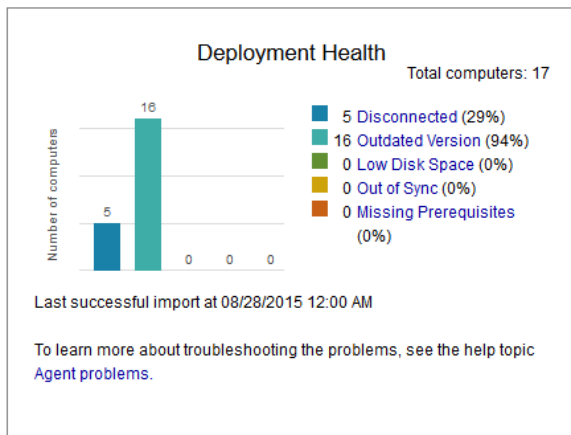 Deployment Health
Total computers: 17
Number of computers
16
5
0
0
0
5 Disconnected (29%)
16 Outdated Version (94%)
0 Low Disk Space (0%)
0 Out of Sync (0%)
0 Missing Prerequisites
(0%)
Last successful import at 08/28/2015 12:00 AM
To learn more about troubleshooting the problems, see the help topic
Agent problems.